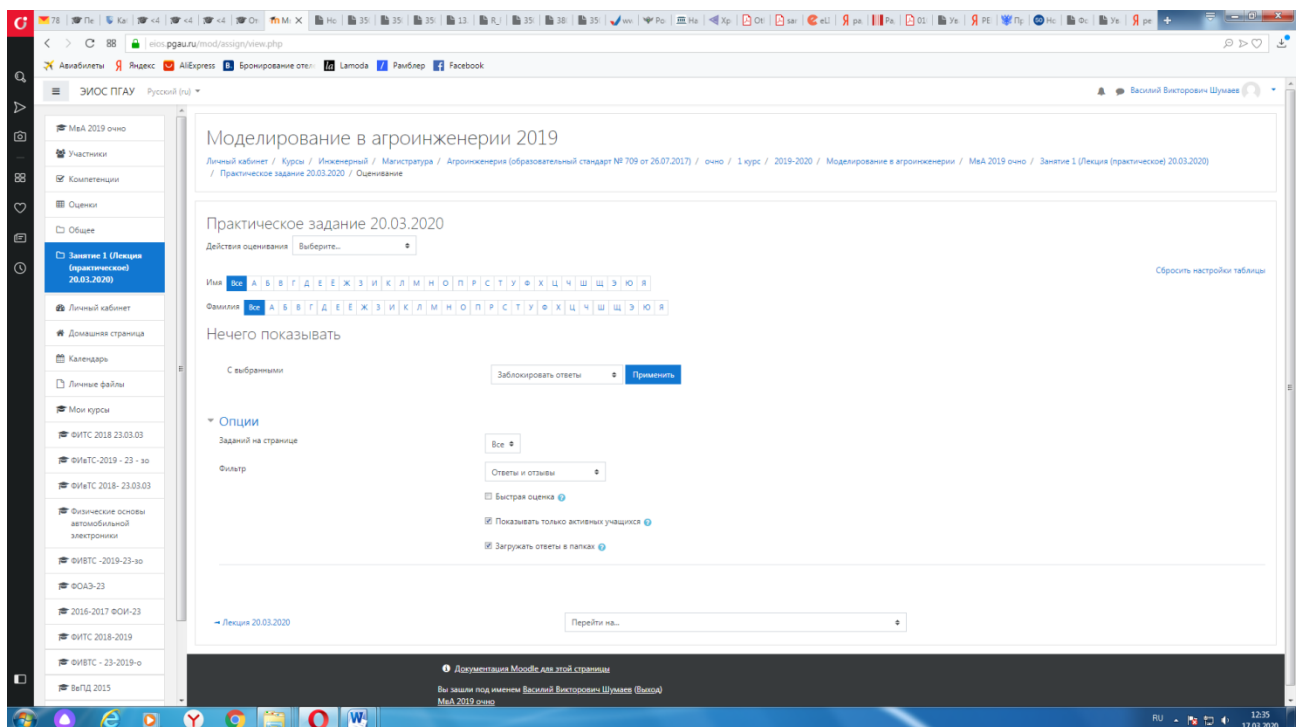 eios.pgau.ru/mod/assign/view.php
Авиабилеты Яндекс AliExpress Бронирование отел Lamoda Рамблер Facebook
ЭИОС ПГАУ Русский (ru) Василий Викторович Шумаев
МвА 2019 очно
Участники
Компетенции
Оценки
Общее
Занятие 1 (Лекция
(практическое)
20.03.2020)
Личный кабинет
Домашняя страница
Календарь
Личные файлы
Мои курсы
ФИТС 2018 23.03.03
ФИвТС-2019 - 23 - зо
ФИвТС 2018- 23.03.03
Физические основы
автомобильной
электроники
ФИВТС -2019-23-зо
ФОАЭ-23
2016-2017 ФОИ-23
ФИТС 2018-2019
ФИВТС - 23-2019-о
ВеПД 2015
Моделирование в агроинженерии 2019
Личный кабинет / Курсы / Инженерный / Магистратура / Агроинженерия (образовательный стандарт № 709 от 26.07.2017) / очно / 1 курс / 2019-2020 / Моделирование в агроинженерии / МвА 2019 очно / Занятие 1 (Лекция (практическое) 20.03.2020)
/ Практическое задание 20.03.2020 / Оценивание
Практическое задание 20.03.2020
Действия оценивания Выберите...
Сбросить настройки таблицы
Имя Все А Б В Г Д Е Ё Ж З И К Л М Н О П Р С Т У Ф Х Ц Ч Ш Щ Э Ю Я
Фамилия Все А Б В Г Д Е Ё Ж З И К Л М Н О П Р С Т У Ф Х Ц Ч Ш Щ Э Ю Я
Нечего показывать
С выбранными Заблокировать ответы Применить
Опции
Заданий на странице Все
Фильтр Ответы и отзывы
Быстрая оценка
Показывать только активных учащихся
Загружать ответы в папках
Лекция 20.03.2020 Перейти на...
Документация Moodle для этой страницы
Вы зашли под именем Василий Викторович Шумаев (Выход)
МвА 2019 очно
RU 12:35
17.03.2020